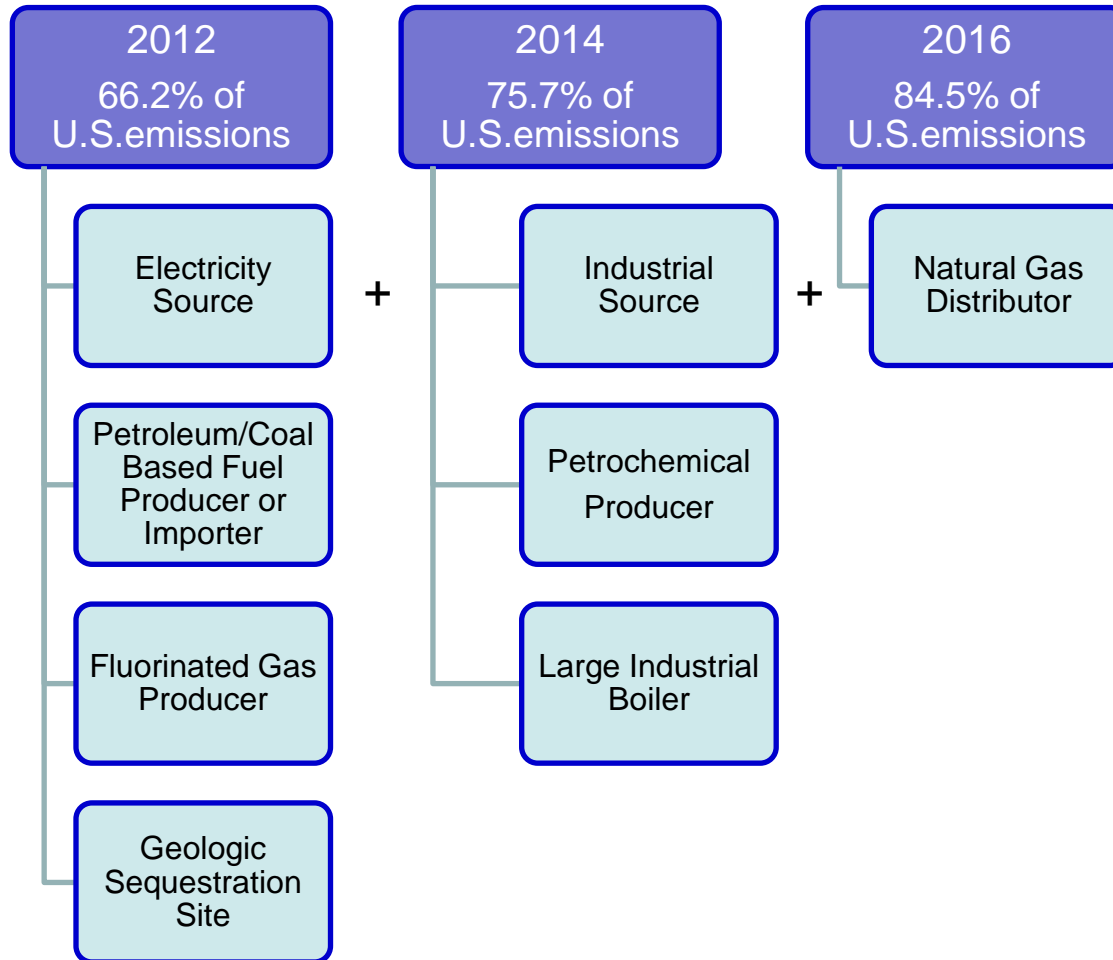 2012
66.2% of
U.S.emissions
Electricity
Source
Petroleum/Coal
Based Fuel
Producer or
Importer
Fluorinated Gas
Producer
Geologic
Sequestration
Site
+
2014
75.7% of
U.S.emissions
Industrial
Source
Petrochemical
Producer
Large Industrial
Boiler
+
2016
84.5% of
U.S.emissions
Natural Gas
Distributor